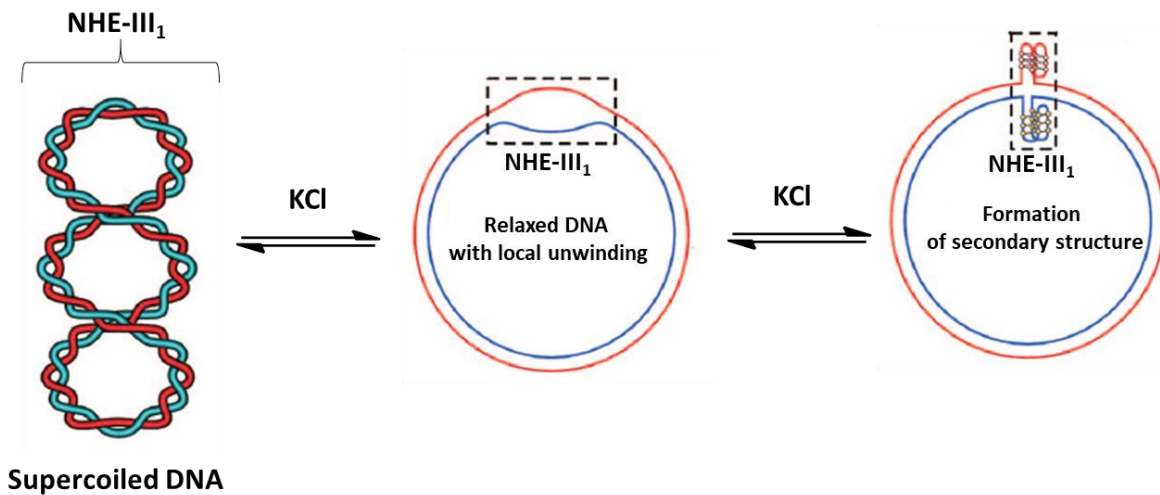 NHE-III₁
Supercoiled DNA
KCl
NHE-III₁
Relaxed DNA
with local unwinding
KCl
NHE-III₁
Formation
of secondary structure